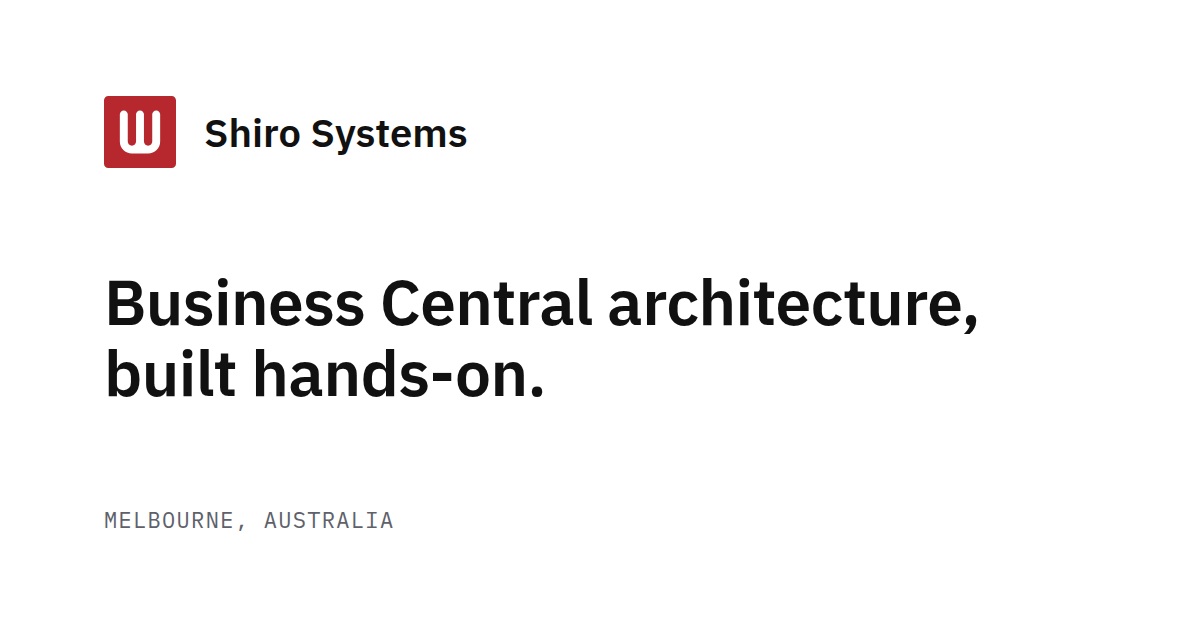 Shiro Systems
Business Central architecture,
built hands-on.
MELBOURNE, AUSTRALIA